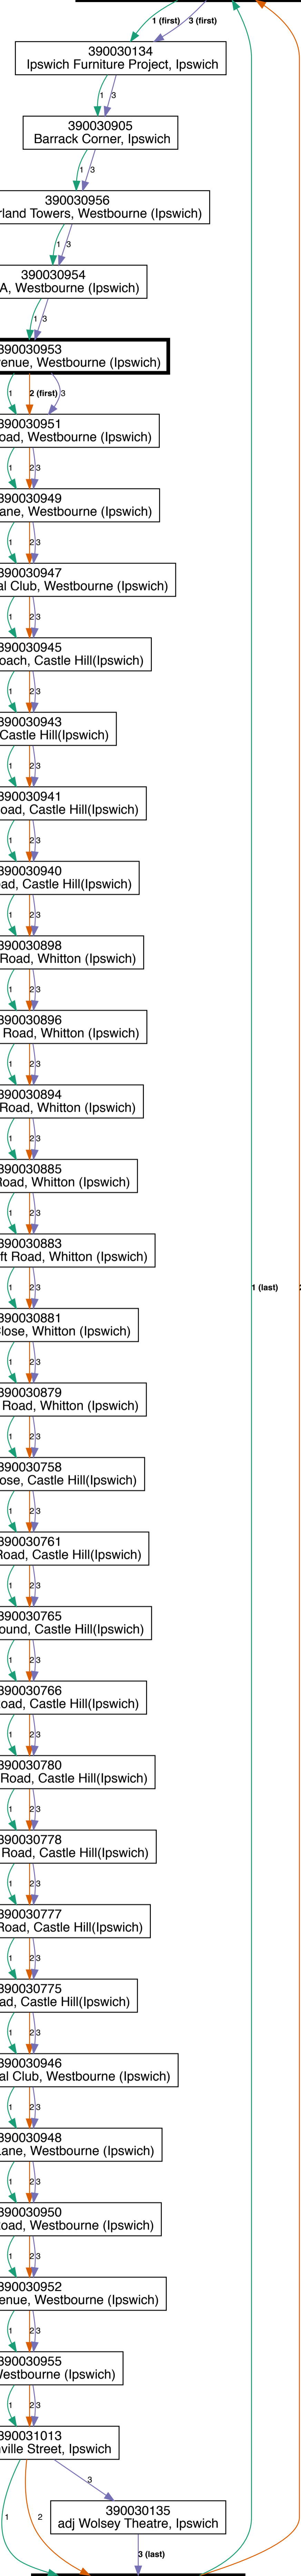 1 (first) 3 (first)
390030134
Ipswich Furniture Project, Ipswich
1 3
390030905
Barrack Corner, Ipswich
1 3
390030956
rland Towers, Westbourne (Ipswich)
1 3
390030954
A, Westbourne (Ipswich)
1 3
390030953
enue, Westbourne (Ipswich)
1 2 (first) 3
390030951
oad, Westbourne (Ipswich)
1 2 3
390030949
ane, Westbourne (Ipswich)
1 2 3
390030947
al Club, Westbourne (Ipswich)
1 2 3
390030945
oach, Castle Hill(Ipswich)
1 2 3
390030943
Castle Hill(Ipswich)
1 2 3
390030941
oad, Castle Hill(Ipswich)
1 2 3
390030940
ad, Castle Hill(Ipswich)
1 2 3
390030898
Road, Whitton (Ipswich)
1 2 3
390030896
Road, Whitton (Ipswich)
1 2 3
390030894
Road, Whitton (Ipswich)
1 2 3
390030885
Road, Whitton (Ipswich)
1 2 3
390030883
ft Road, Whitton (Ipswich)
1 2 3
1 (last) 2
390030881
lose, Whitton (Ipswich)
1 2 3
390030879
Road, Whitton (Ipswich)
1 2 3
390030758
ose, Castle Hill(Ipswich)
1 2 3
390030761
Road, Castle Hill(Ipswich)
1 2 3
390030765
ound, Castle Hill(Ipswich)
1 2 3
390030766
oad, Castle Hill(Ipswich)
1 2 3
390030780
Road, Castle Hill(Ipswich)
1 2 3
390030778
Road, Castle Hill(Ipswich)
1 2 3
390030777
Road, Castle Hill(Ipswich)
1 2 3
390030775
ad, Castle Hill(Ipswich)
1 2 3
390030946
al Club, Westbourne (Ipswich)
1 2 3
390030948
Lane, Westbourne (Ipswich)
1 2 3
390030950
oad, Westbourne (Ipswich)
1 2 3
390030952
enue, Westbourne (Ipswich)
1 2 3
390030955
Westbourne (Ipswich)
1 2 3
390031013
ville Street, Ipswich
3
390030135
adj Wolsey Theatre, Ipswich
1 2
3 (last)